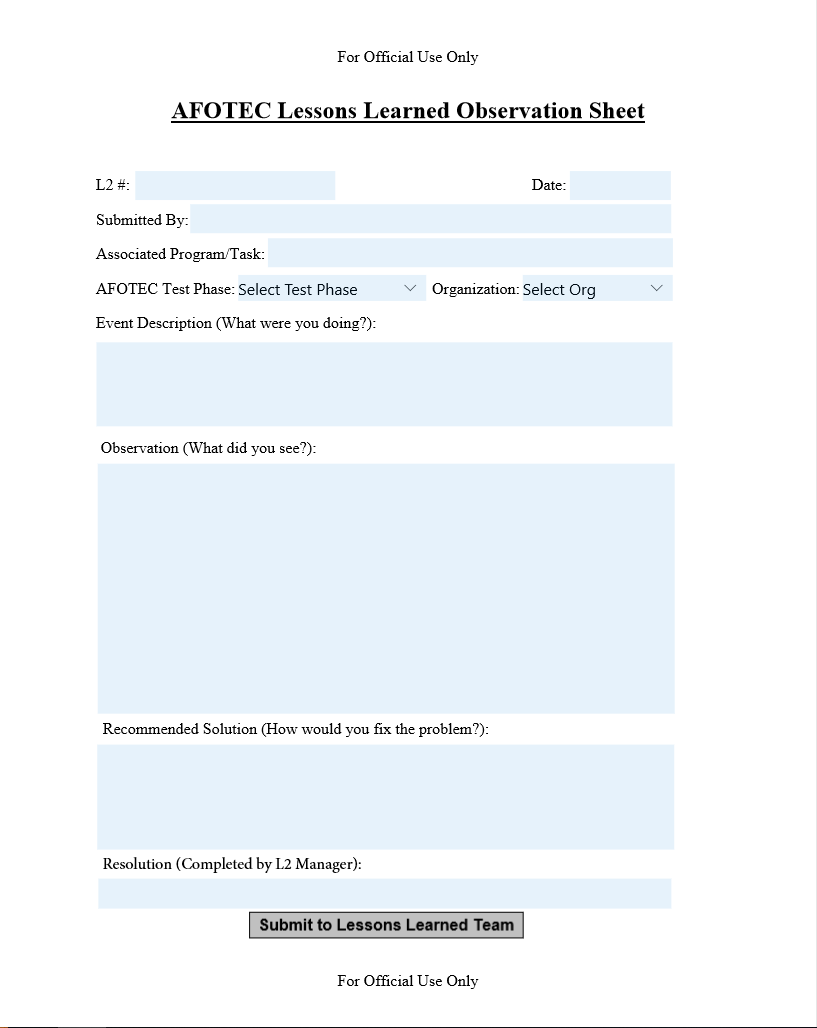 For Official Use Only
AFOTEC Lessons Learned Observation Sheet
L2 #: Date:
Submitted By:
Associated Program/Task:
AFOTEC Test Phase: Select Test Phase Organization: Select Org
Event Description (What were you doing?):
Observation (What did you see?):
Recommended Solution (How would you fix the problem?):
Resolution (Completed by L2 Manager):
Submit to Lessons Learned Team
For Official Use Only